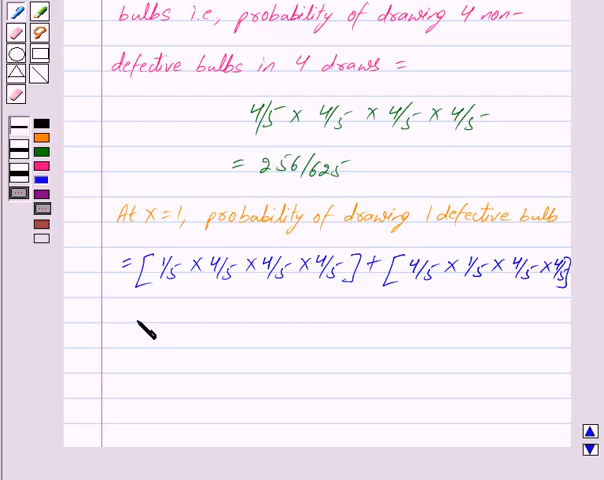 bulbs i.e, probability of drawing 4 non-
defective bulbs in 4 draws =
4/5 × 4/5 × 4/5 × 4/5
= 256/625
At X=1, probability of drawing 1 defective bulb
= [1/5 × 4/5 × 4/5 × 4/5] + [4/5 × 1/5 × 4/5 × 4/5]